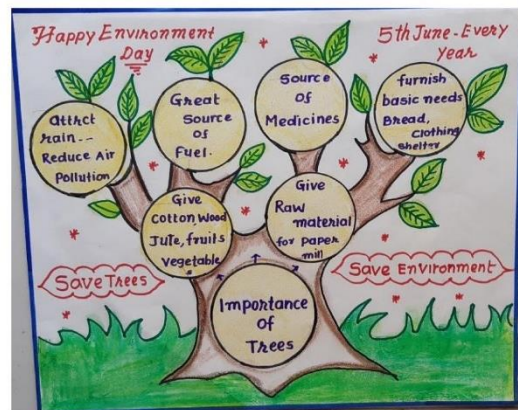 Happy Environment
Day
5th June - Every
Year
attrct
rain--
Reduce Air
Pollution
Great
Source
of
Fuel.
Source
of
Medicines
furnish
basic needs
Bread,
Clothing
Shelter
Give
Cotton, Wood
Jute, fruits
vegetable
Give
Raw
material
for paper
mill
Save Trees
Save Environment
Importance
of
Trees